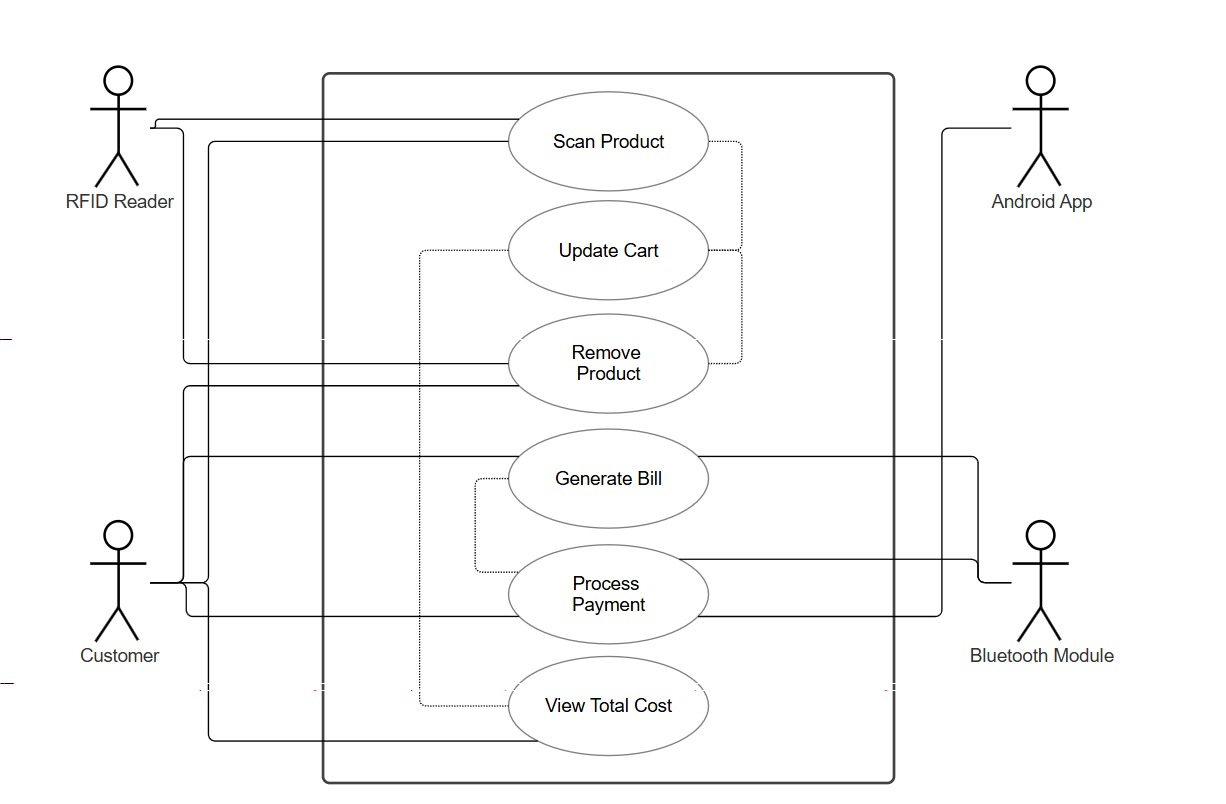 Scan Product
RFID Reader
Android App
Update Cart
Remove
Product
Generate Bill
Process
Payment
Customer
Bluetooth Module
View Total Cost